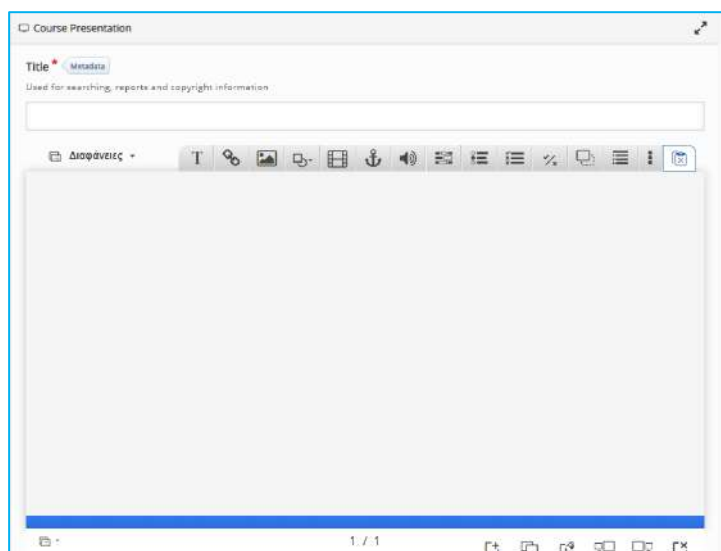 Course Presentation
Title * Metadata
Used for searching, reports and copyright information
Διαφάνειες
T
1 / 1